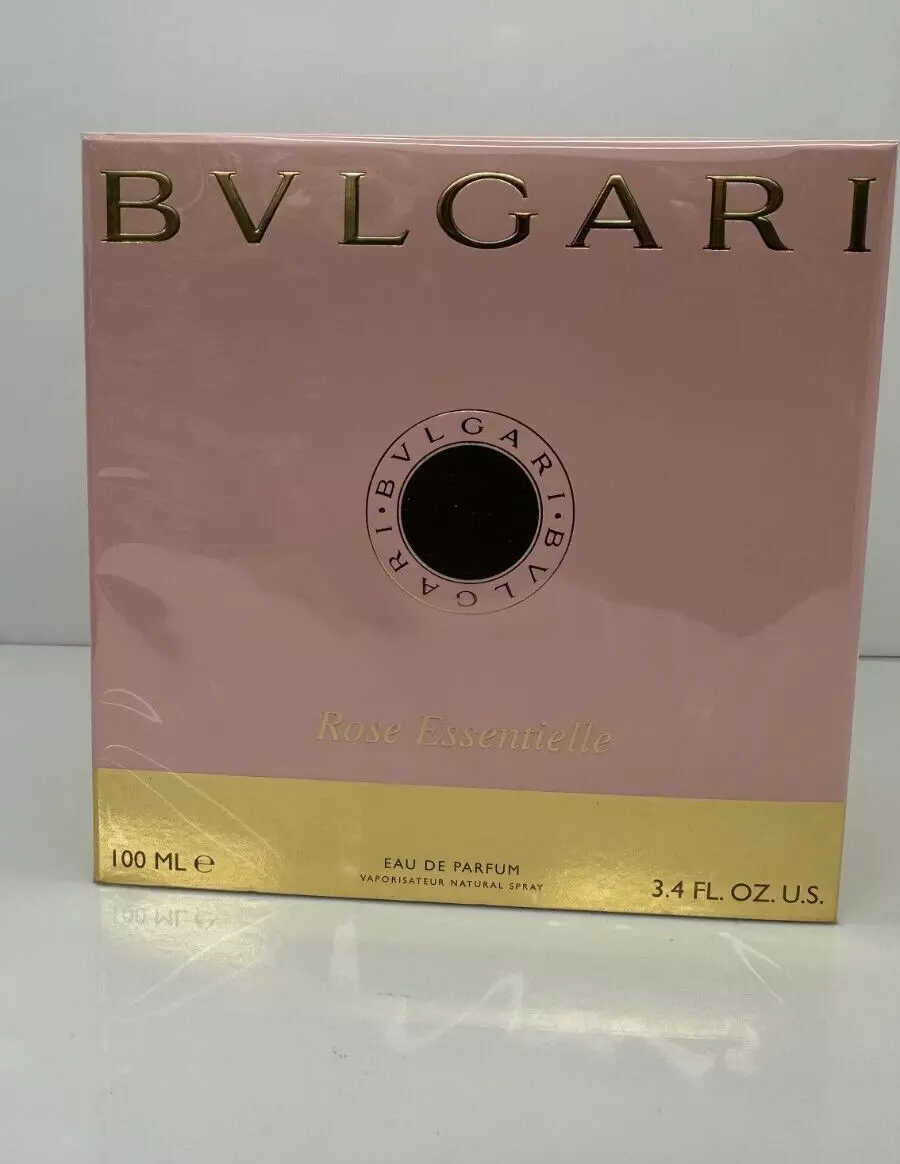 BVLGARI
BVLGARI · BVLGARI ·
Rose Essentielle
100 ML ℮
EAU DE PARFUM
VAPORISATEUR NATURAL SPRAY
3.4 FL. OZ. U.S.